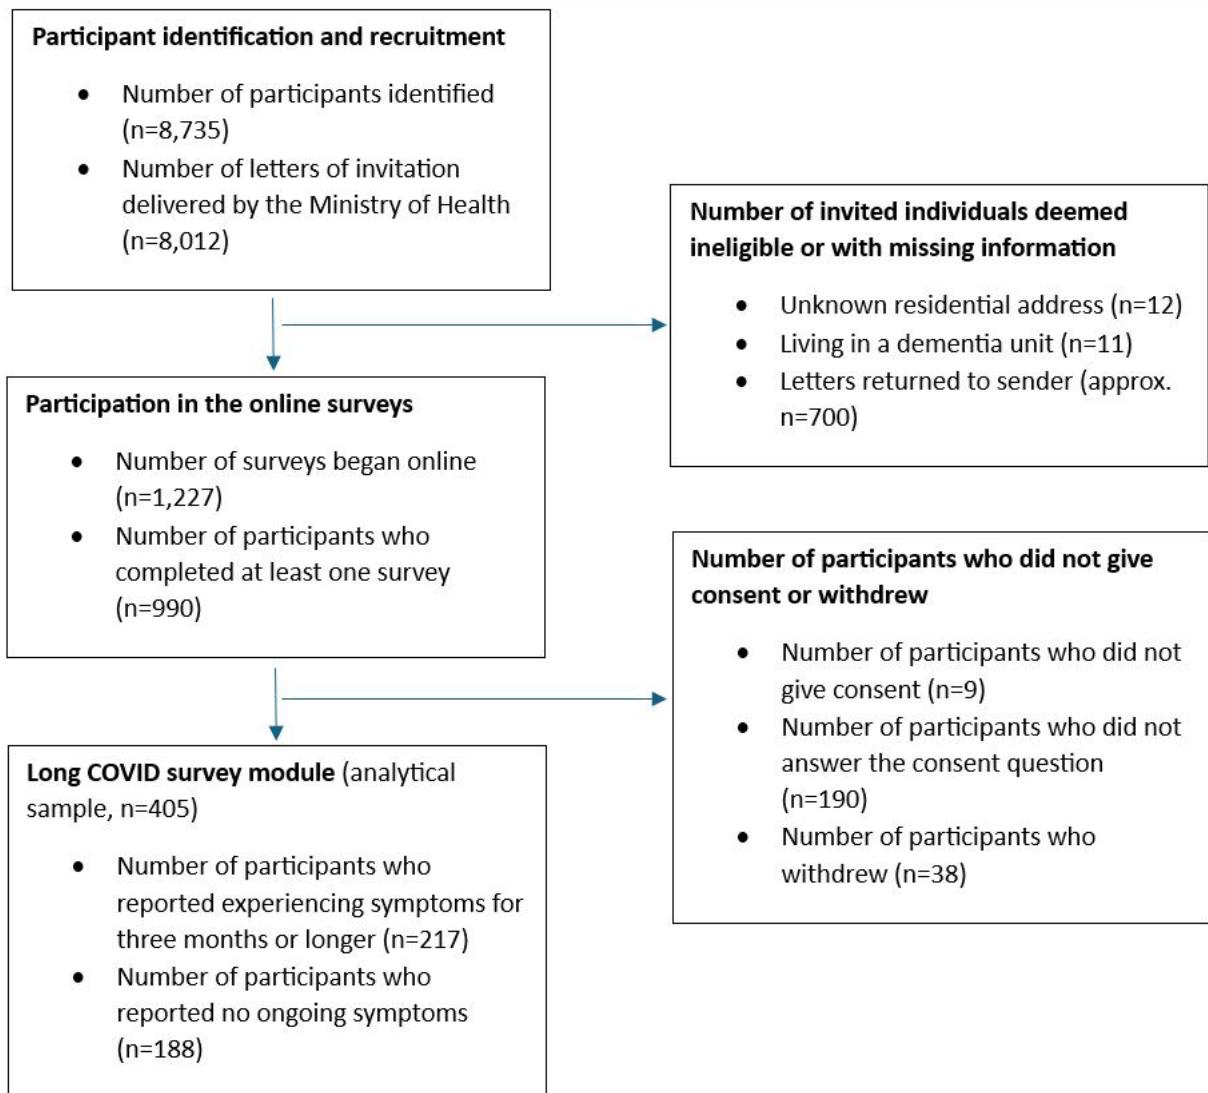 Participant identification and recruitment
• Number of participants identified
(n=8,735)
• Number of letters of invitation
delivered by the Ministry of Health
(n=8,012)
Number of invited individuals deemed
ineligible or with missing information
• Unknown residential address (n=12)
• Living in a dementia unit (n=11)
• Letters returned to sender (approx.
n=700)
Participation in the online surveys
• Number of surveys began online
(n=1,227)
• Number of participants who
completed at least one survey
(n=990)
Number of participants who did not give
consent or withdrew
• Number of participants who did not
give consent (n=9)
• Number of participants who did not
answer the consent question
(n=190)
• Number of participants who
withdrew (n=38)
Long COVID survey module (analytical
sample, n=405)
• Number of participants who
reported experiencing symptoms for
three months or longer (n=217)
• Number of participants who
reported no ongoing symptoms
(n=188)